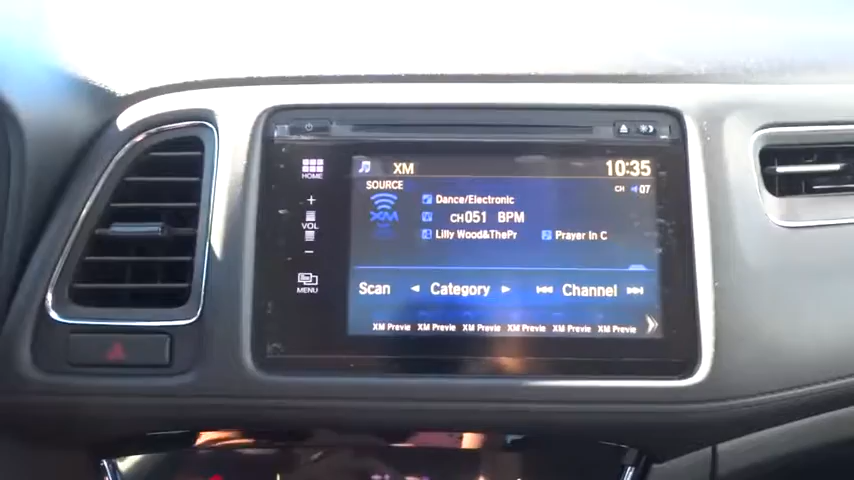 XM 10:35
SOURCE CH 07
HOME
Dance/Electronic
XM CH051 BPM
VOL
Lilly Wood&ThePr Prayer In C
MENU
Scan Category Channel
XM Previe XM Previe XM Previe XM Previe XM Previe XM Previe